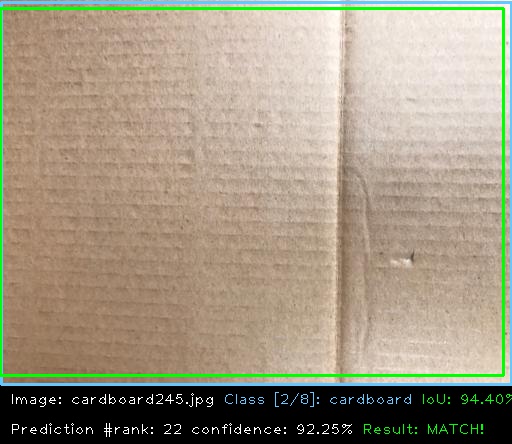 Image: cardboard245.jpg Class [2/8]: cardboard IoU: 94.40%
Prediction #rank: 22 confidence: 92.25% Result: MATCH!